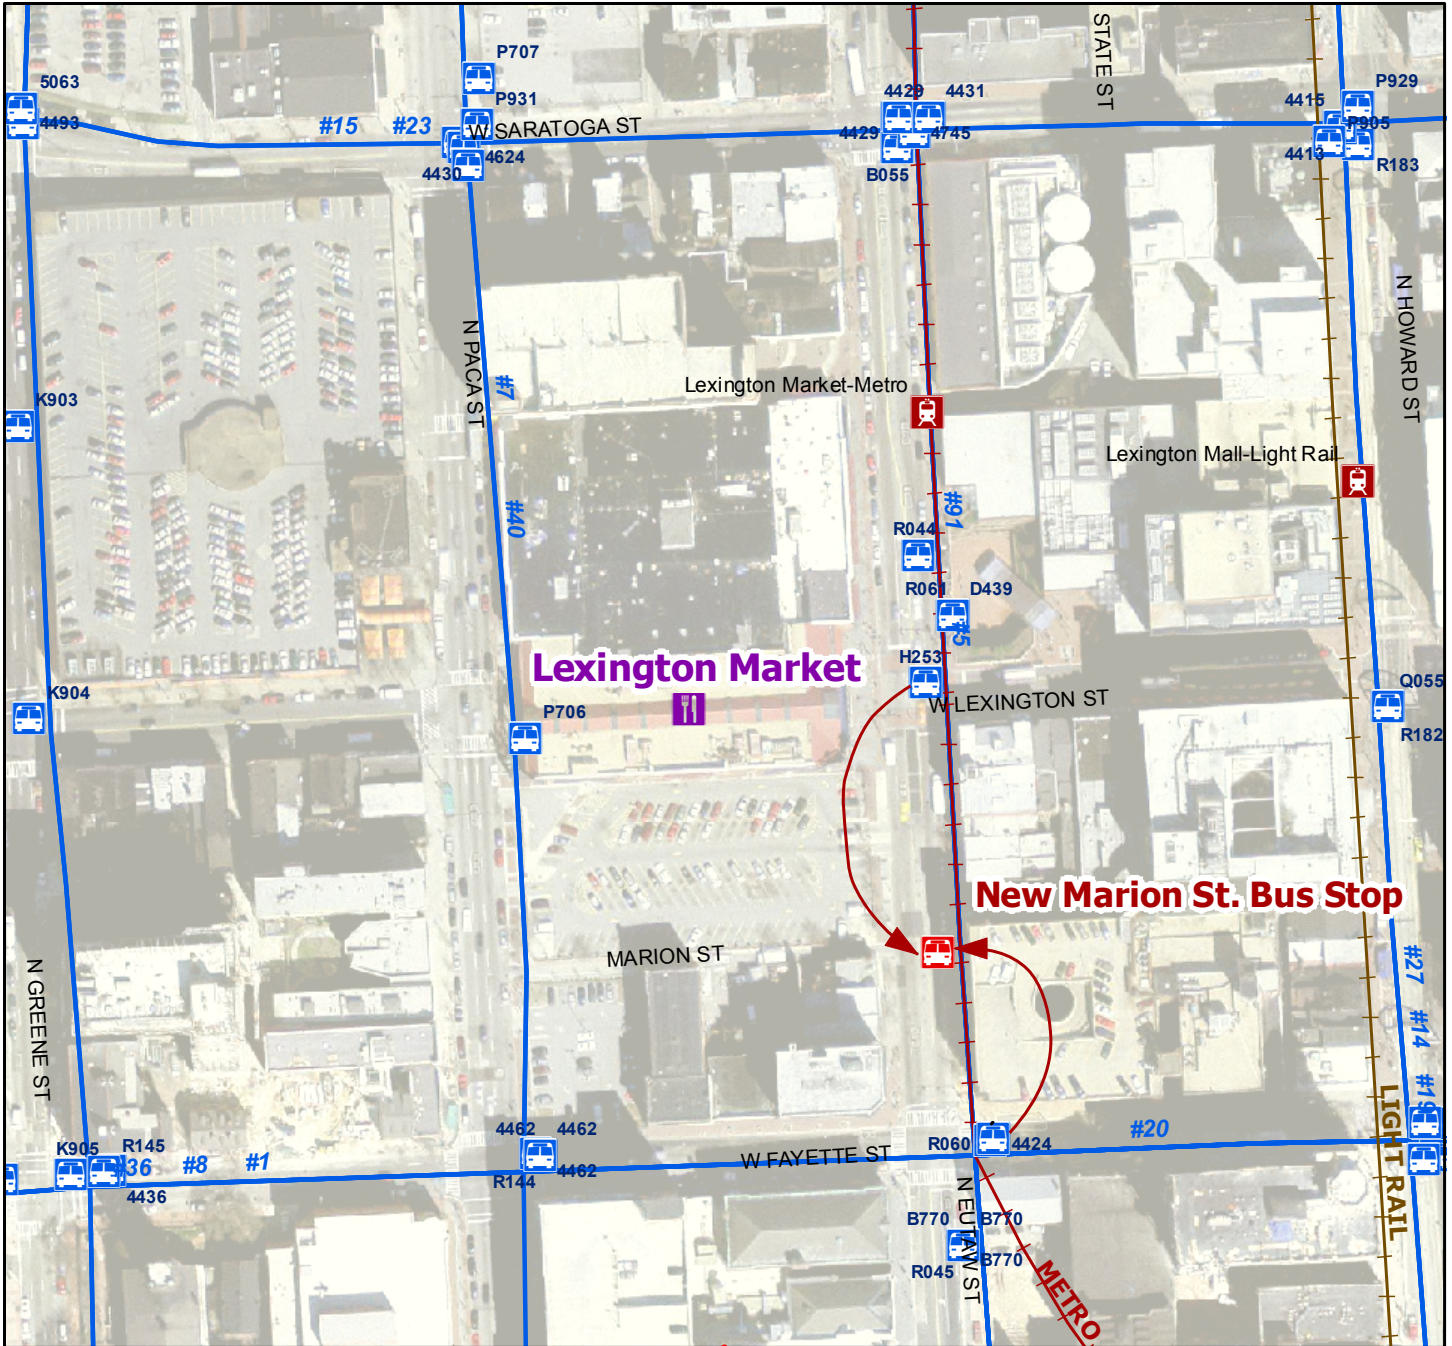 STATE ST
P707
5063
P929
4429
4431
4415
P931
4493
#15
#23
W SARATOGA ST
P905
4429
4745
4624
4413
4430
B055
R183
N HOWARD ST
N PACA ST
#7
Lexington Market-Metro
K903
Lexington Mall-Light Rail
#91
#40
R044
R061
D439
#5
H253
Lexington Market
Q055
K904
W LEXINGTON ST
P706
R182
New Marion St. Bus Stop
MARION ST
#27
N GREENE ST
#14
#19
LIGHT RAIL
4462
4462
#20
K905
R145
R060
4424
#36
#8
#1
W FAYETTE ST
4462
R144
4436
N EUTAW ST
B770
B770
B770
R045
METRO